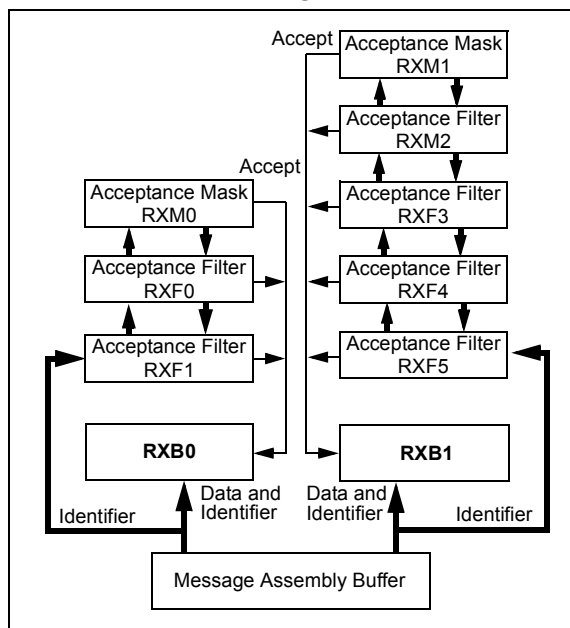 Accept
Acceptance Mask
RXM1
Acceptance Filter
RXM2
Accept
Acceptance Mask
RXM0
Acceptance Filter
RXF3
Acceptance Filter
RXF0
Acceptance Filter
RXF4
Acceptance Filter
RXF1
Acceptance Filter
RXF5
RXB0
RXB1
Data and
Identifier
Data and
Identifier
Identifier
Identifier
Message Assembly Buffer